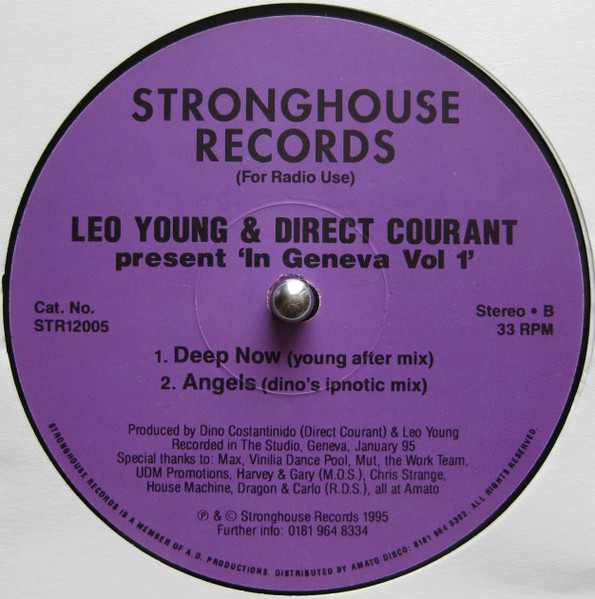 STRONGHOUSE
RECORDS
(For Radio Use)
LEO YOUNG & DIRECT COURANT
present 'In Geneva Vol 1'
Cat. No.
STR12005
Stereo • B
33 RPM
1. Deep Now (young after mix)
2. Angels (dino's ipnotic mix)
Produced by Dino Costantinido (Direct Courant) & Leo Young
Recorded in The Studio, Geneva, January 95
Special thanks to: Max, Vinilia Dance Pool, Mut, the Work Team,
UDM Promotions, Harvey & Gary (M.O.S.), Chris Strange,
House Machine, Dragon & Carlo (R.D.S.), all at Amato
℗ & © Stronghouse Records 1995
Further info: 0181 964 8334
STRONGHOUSE RECORDS IS A MEMBER OF A.D. PRODUCTIONS. DISTRIBUTED BY AMATO DISCO: 0181 964 3302. ALL RIGHTS RESERVED.